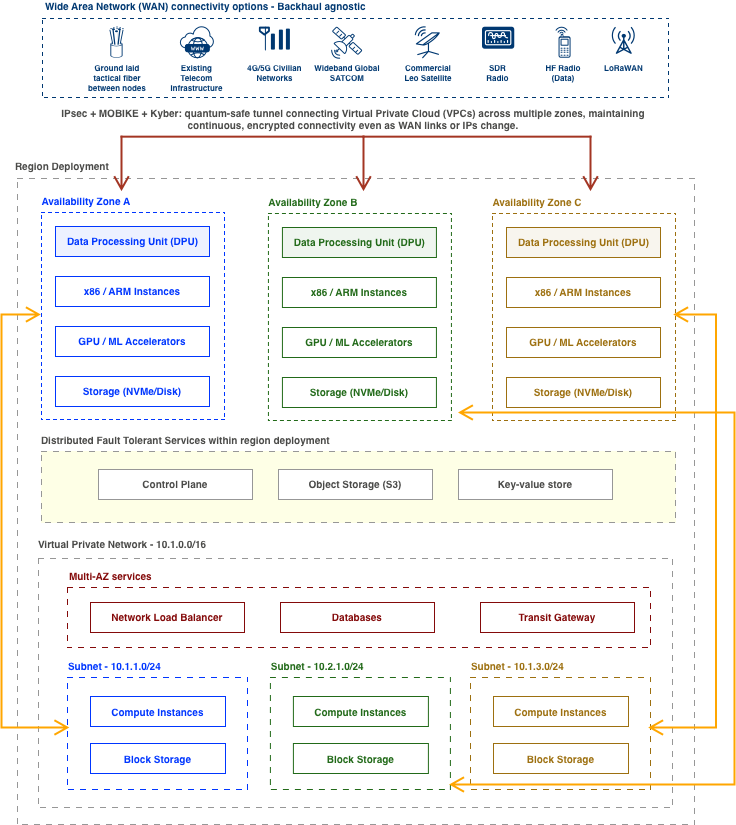 Wide Area Network (WAN) connectivity options - Backhaul agnostic
Ground laid
tactical fiber
between nodes
WWW
Existing
Telecom
Infrastructure
4G/5G Civilian
Networks
Wideband Global
SATCOM
Commercial
Leo Satellite
SDR
Radio
HF Radio
(Data)
LoRaWAN
IPsec + MOBIKE + Kyber: quantum-safe tunnel connecting Virtual Private Cloud (VPCs) across multiple zones, maintaining
continuous, encrypted connectivity even as WAN links or IPs change.
Region Deployment
Availability Zone A
Data Processing Unit (DPU)
x86 / ARM Instances
GPU / ML Accelerators
Storage (NVMe/Disk)
Availability Zone B
Data Processing Unit (DPU)
x86 / ARM Instances
GPU / ML Accelerators
Storage (NVMe/Disk)
Availability Zone C
Data Processing Unit (DPU)
x86 / ARM Instances
GPU / ML Accelerators
Storage (NVMe/Disk)
Distributed Fault Tolerant Services within region deployment
Control Plane
Object Storage (S3)
Key-value store
Virtual Private Network - 10.1.0.0/16
Multi-AZ services
Network Load Balancer
Databases
Transit Gateway
Subnet - 10.1.1.0/24
Compute Instances
Block Storage
Subnet - 10.2.1.0/24
Compute Instances
Block Storage
Subnet - 10.1.3.0/24
Compute Instances
Block Storage